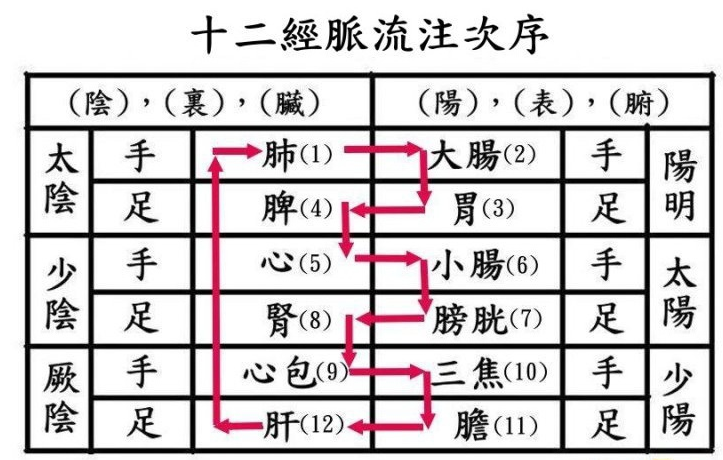 十二經脈流注次序
(陰),(裏),(臟) (陽),(表),(腑)
太陰 手 肺(1) 大腸(2) 手 陽明
足 脾(4) 胃(3) 足
少陰 手 心(5) 小腸(6) 手 太陽
足 腎(8) 膀胱(7) 足
厥陰 手 心包(9) 三焦(10) 手 少陽
足 肝(12) 膽(11) 足